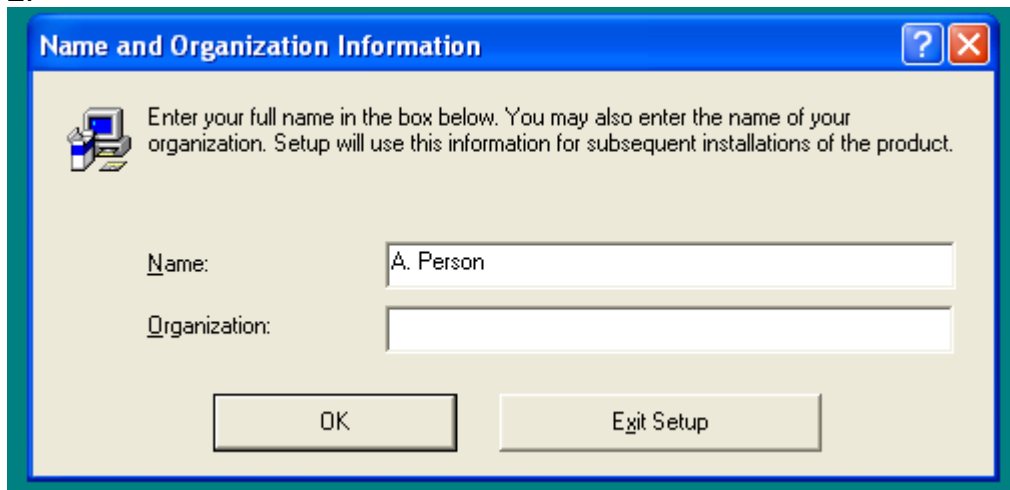 Name and Organization Information
Enter your full name in the box below. You may also enter the name of your
organization. Setup will use this information for subsequent installations of the product.
Name: A. Person
Organization:
OK Exit Setup